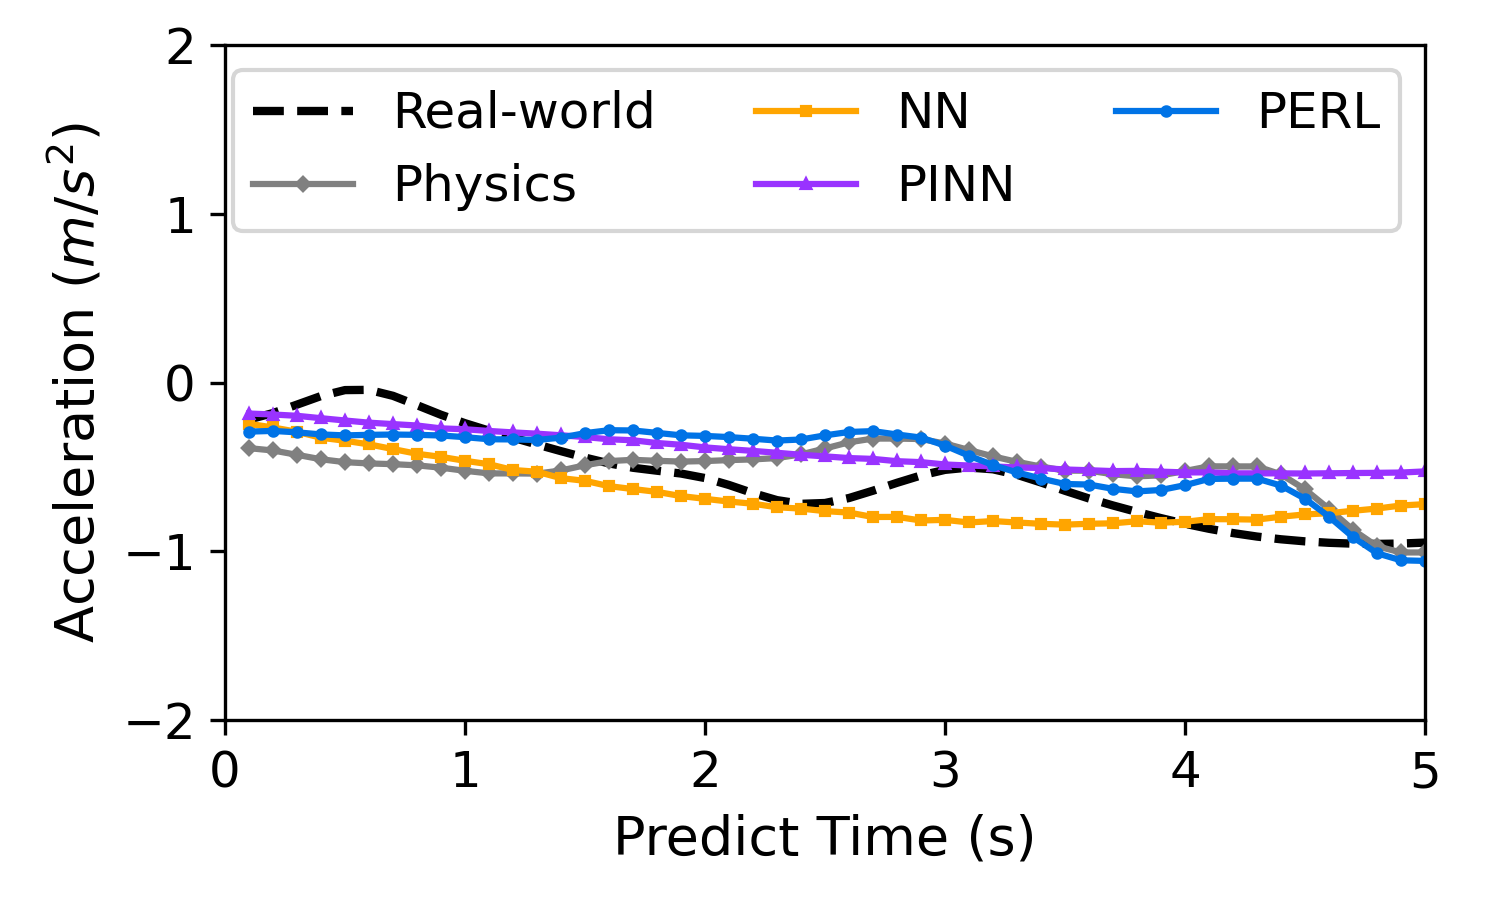 Acceleration (m/s²)
2
1
0
−1
−2
Real-world
Physics
NN
PINN
PERL
0 1 2 3 4 5
Predict Time (s)